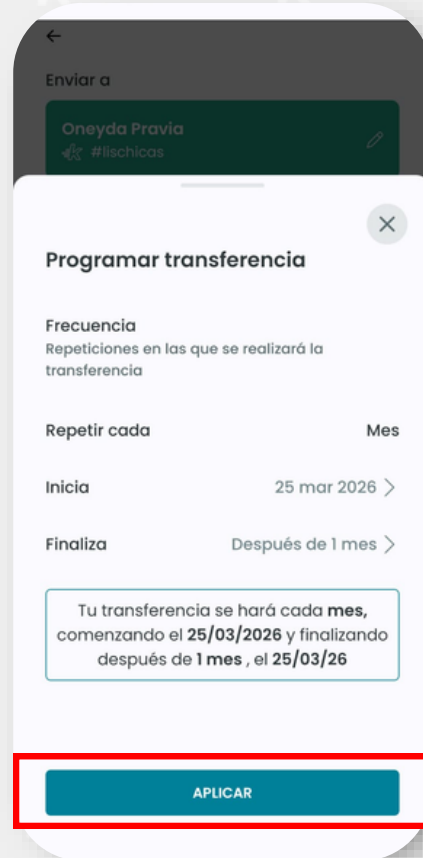 Enviar a
Oneyda Pravia
#lischicas
Programar transferencia
Frecuencia
Repeticiones en las que se realizará la
transferencia
Repetir cada Mes
Inicia 25 mar 2026
Finaliza Después de 1 mes
Tu transferencia se hará cada mes,
comenzando el 25/03/2026 y finalizando
después de 1 mes , el 25/03/26
APLICAR